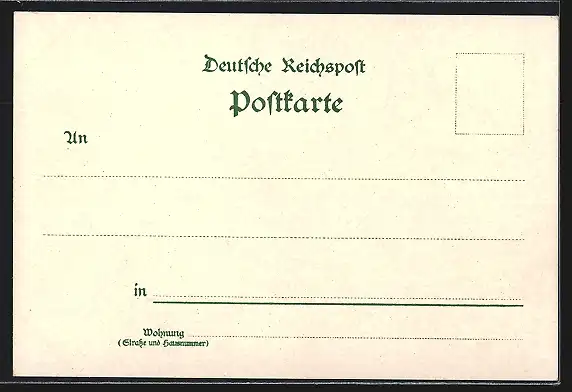 Deutsche Reichspost
Postkarte
An
in
Wohnung
(Straße und Hausnummer)